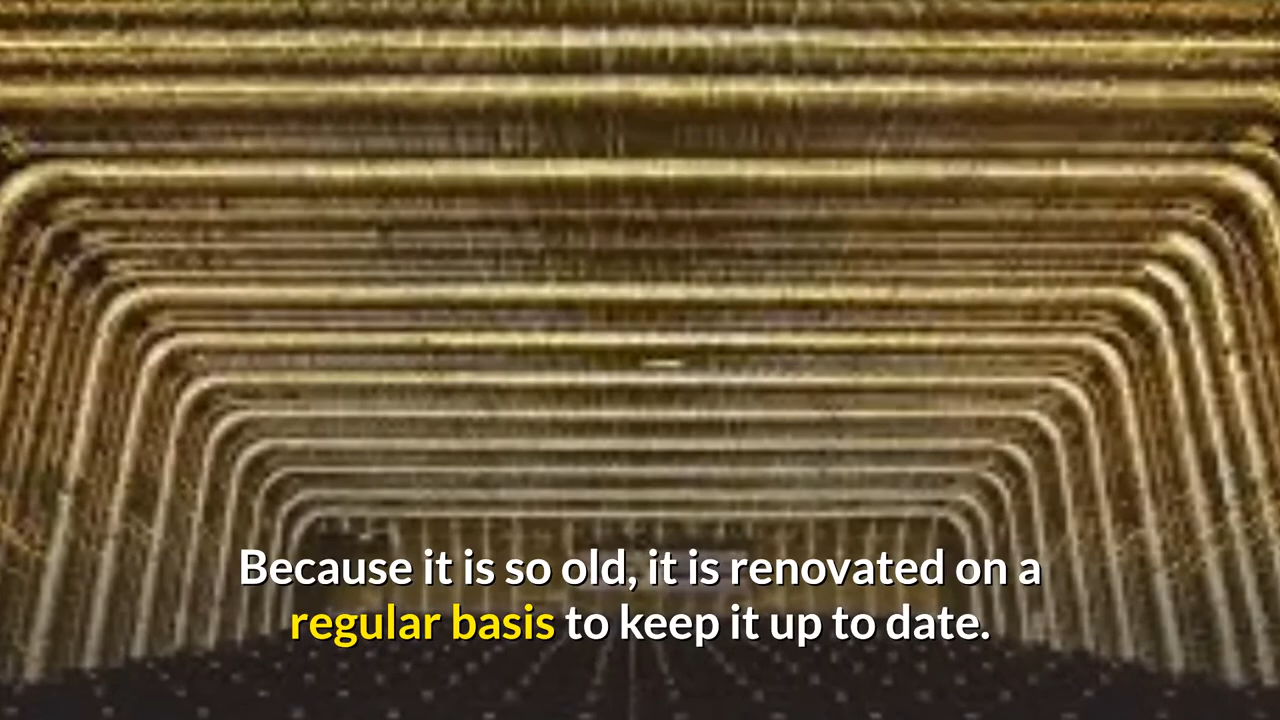 Because it is so old, it is renovated on a
regular basis to keep it up to date.